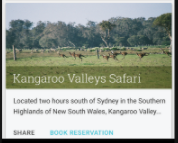 Kangaroo Valleys Safari
Located two hours south of Sydney in the Southern
Highlands of New South Wales, Kangaroo Valley...
SHARE BOOK RESERVATION